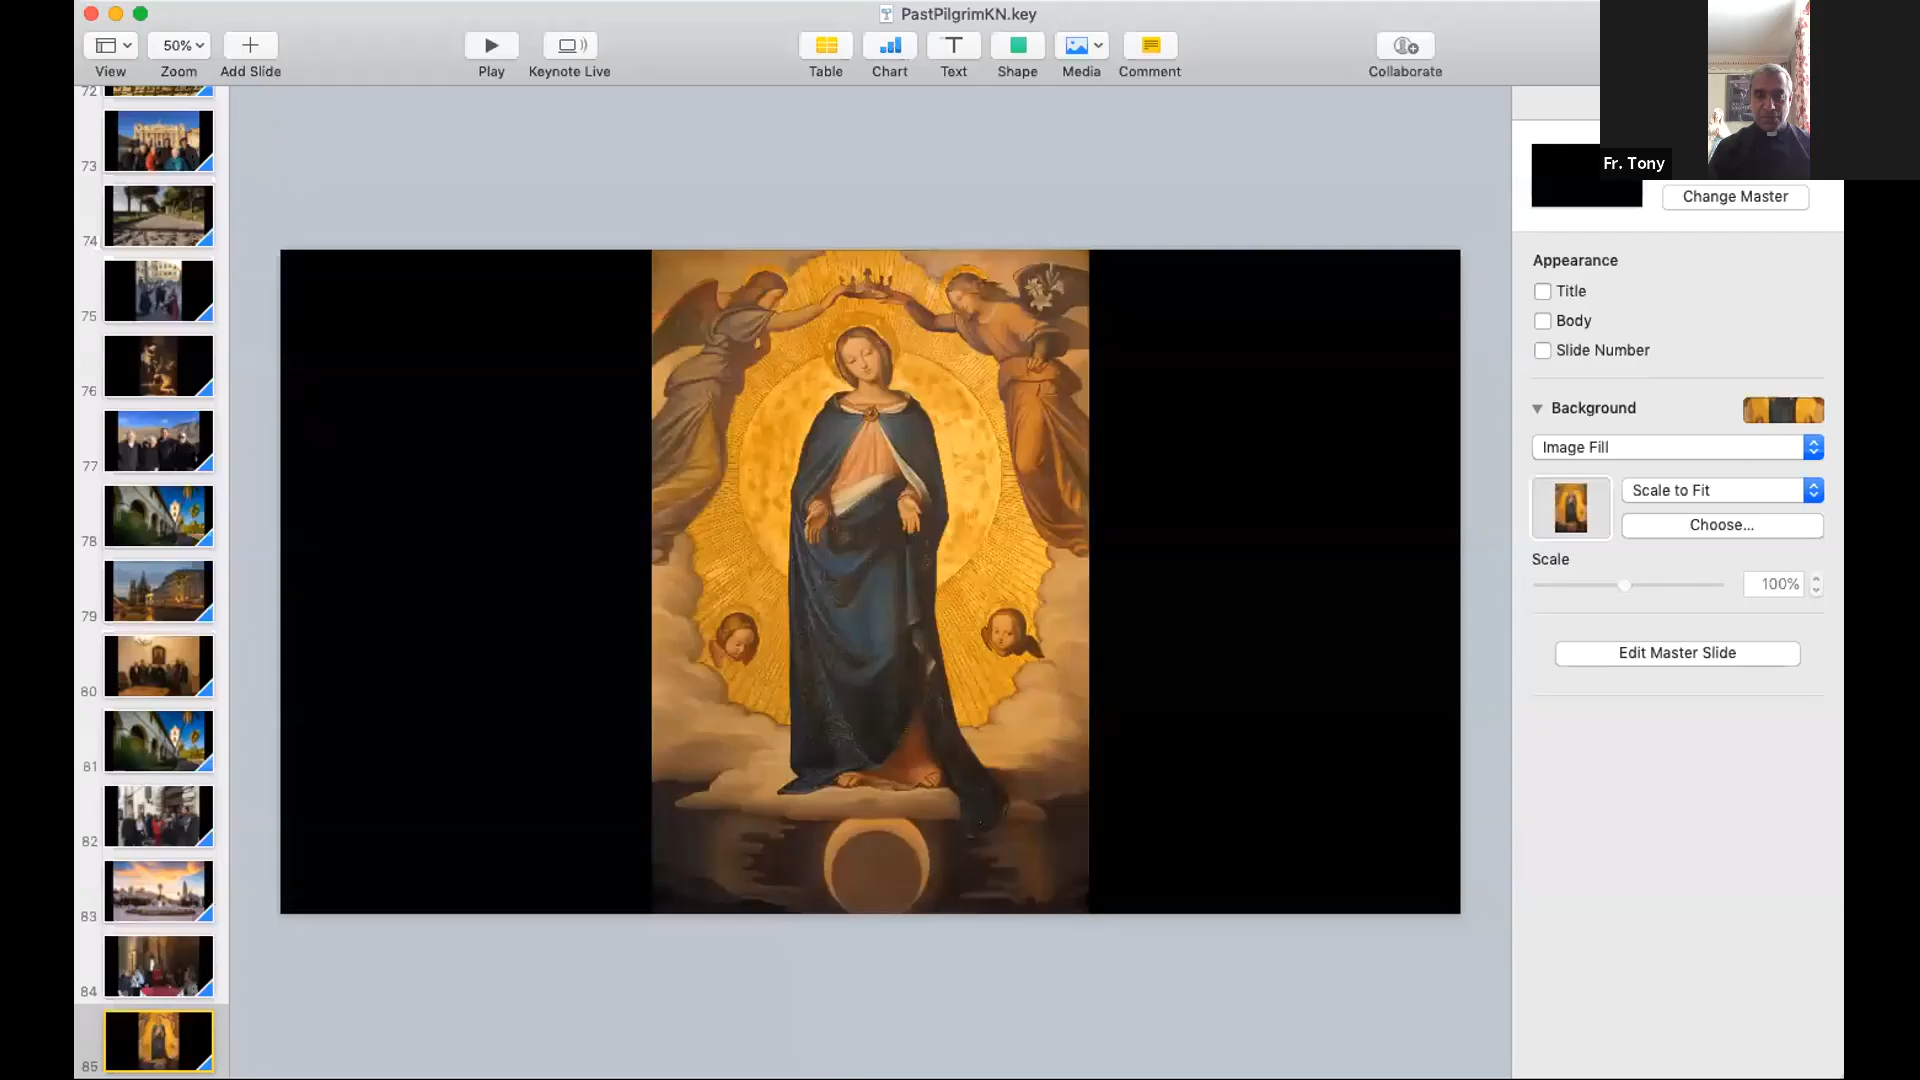 PastPilgrimKN.key
50%
View
Zoom
Add Slide
Play
Keynote Live
Table
Chart
Text
Shape
Media
Comment
Collaborate
Fr. Tony
Change Master
Appearance
Title
Body
Slide Number
Background
Image Fill
Scale to Fit
Choose...
Scale
100%
Edit Master Slide
72
73
74
75
76
77
78
79
80
81
82
83
84
85